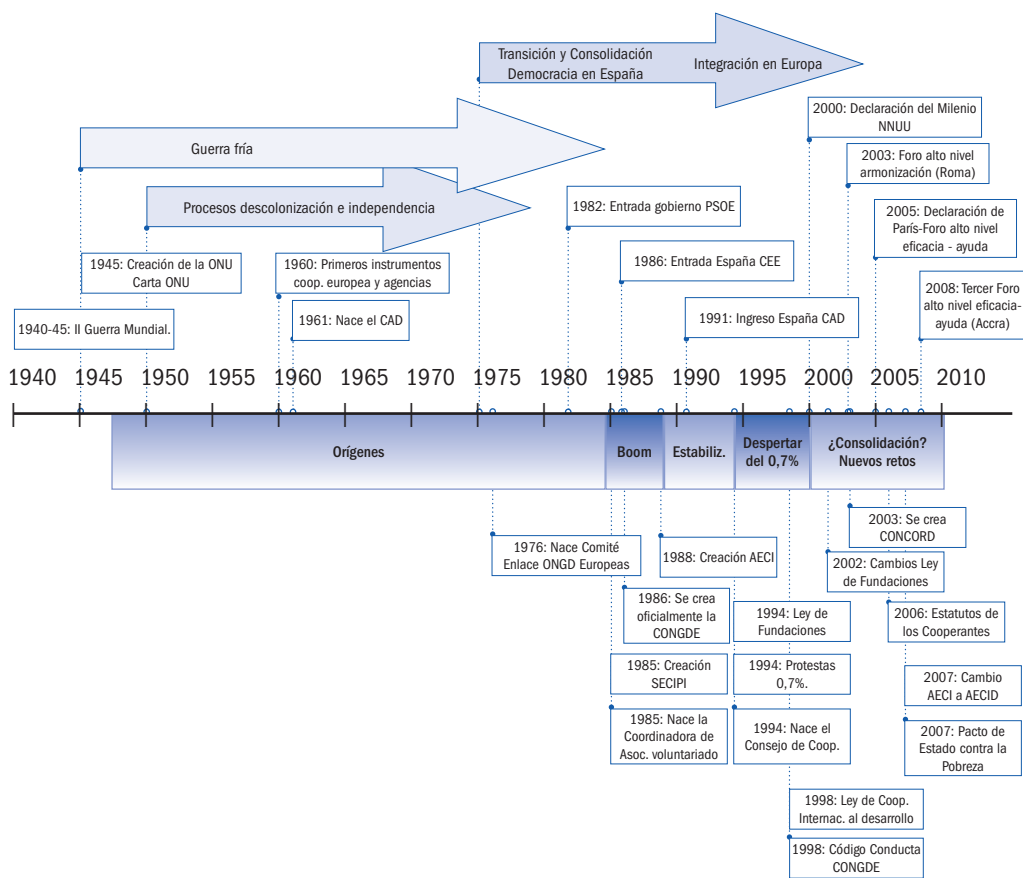 Transición y Consolidación
Democracia en España
Integración en Europa
2000: Declaración del Milenio
NNUU
Guerra fría
2003: Foro alto nivel
armonización (Roma)
Procesos descolonización e independencia
1982: Entrada gobierno PSOE
2005: Declaración de
París-Foro alto nivel
eficacia - ayuda
1945: Creación de la ONU
Carta ONU
1960: Primeros instrumentos
coop. europea y agencias
1986: Entrada España CEE
2008: Tercer Foro
alto nivel eficacia-
ayuda (Accra)
1940-45: II Guerra Mundial.
1961: Nace el CAD
1991: Ingreso España CAD
1940 1945 1950 1955 1960 1965 1970 1975 1980 1985 1990 1995 2000 2005 2010
Orígenes
Boom
Estabiliz.
Despertar
del 0,7%
¿Consolidación?
Nuevos retos
2003: Se crea
CONCORD
1976: Nace Comité
Enlace ONGD Europeas
1988: Creación AECI
2002: Cambios Ley
de Fundaciones
1986: Se crea
oficialmente la
CONGDE
1994: Ley de
Fundaciones
2006: Estatutos de
los Cooperantes
1985: Creación
SECIPI
1994: Protestas
0,7%.
2007: Cambio
AECI a AECID
1985: Nace la
Coordinadora de
Asoc. voluntariado
1994: Nace el
Consejo de Coop.
2007: Pacto de
Estado contra la
Pobreza
1998: Ley de Coop.
Internac. al desarrollo
1998: Código Conducta
CONGDE